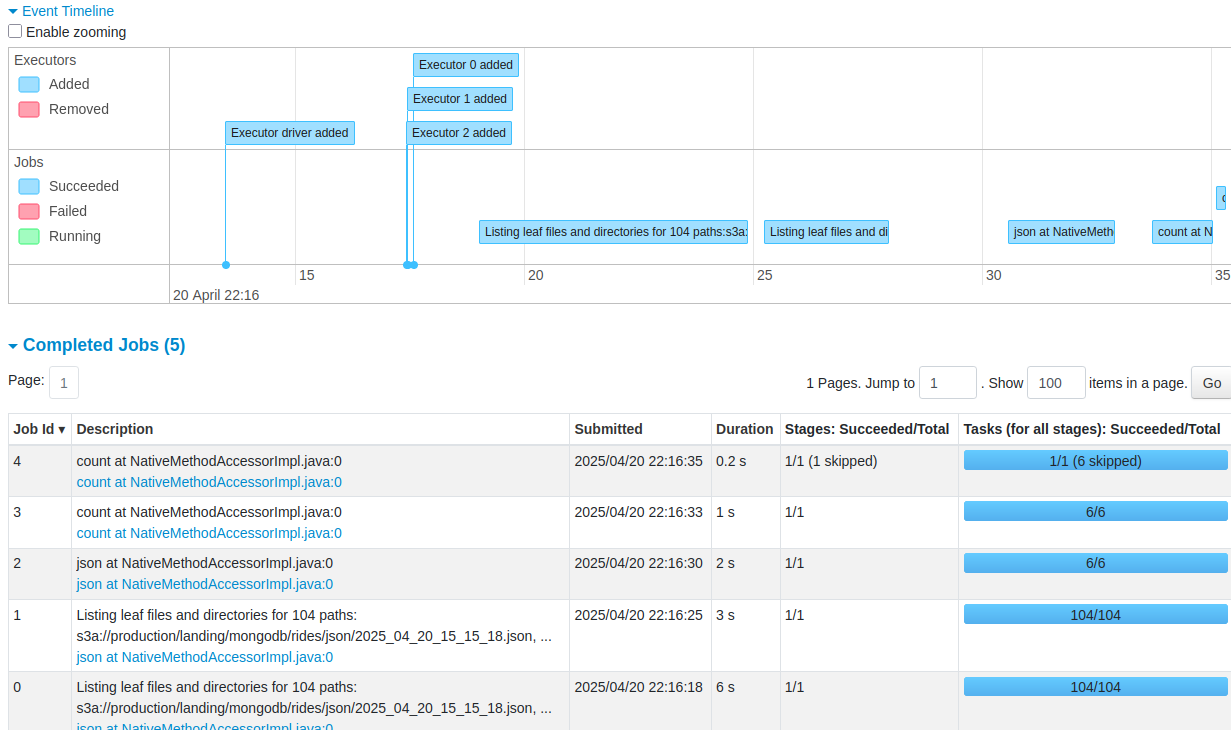 Event Timeline
Enable zooming
Executors
Added
Removed
Executor 0 added
Executor 1 added
Executor driver added
Executor 2 added
Jobs
Succeeded
Failed
Running
Listing leaf files and directories for 104 paths:s3a:
Listing leaf files and di
json at NativeMeth
count at N
c
15
20
25
30
35
20 April 22:16
Completed Jobs (5)
Page: 1
1 Pages. Jump to 1 . Show 100 items in a page. Go
Job Id ▾ Description Submitted Duration Stages: Succeeded/Total Tasks (for all stages): Succeeded/Total
4 count at NativeMethodAccessorImpl.java:0 2025/04/20 22:16:35 0.2 s 1/1 (1 skipped) 1/1 (6 skipped)
count at NativeMethodAccessorImpl.java:0
3 count at NativeMethodAccessorImpl.java:0 2025/04/20 22:16:33 1 s 1/1 6/6
count at NativeMethodAccessorImpl.java:0
2 json at NativeMethodAccessorImpl.java:0 2025/04/20 22:16:30 2 s 1/1 6/6
json at NativeMethodAccessorImpl.java:0
1 Listing leaf files and directories for 104 paths: 2025/04/20 22:16:25 3 s 1/1 104/104
s3a://production/landing/mongodb/rides/json/2025_04_20_15_15_18.json, ...
json at NativeMethodAccessorImpl.java:0
0 Listing leaf files and directories for 104 paths: 2025/04/20 22:16:18 6 s 1/1 104/104
s3a://production/landing/mongodb/rides/json/2025_04_20_15_15_18.json, ...
json at NativeMethodAccessorImpl.java:0